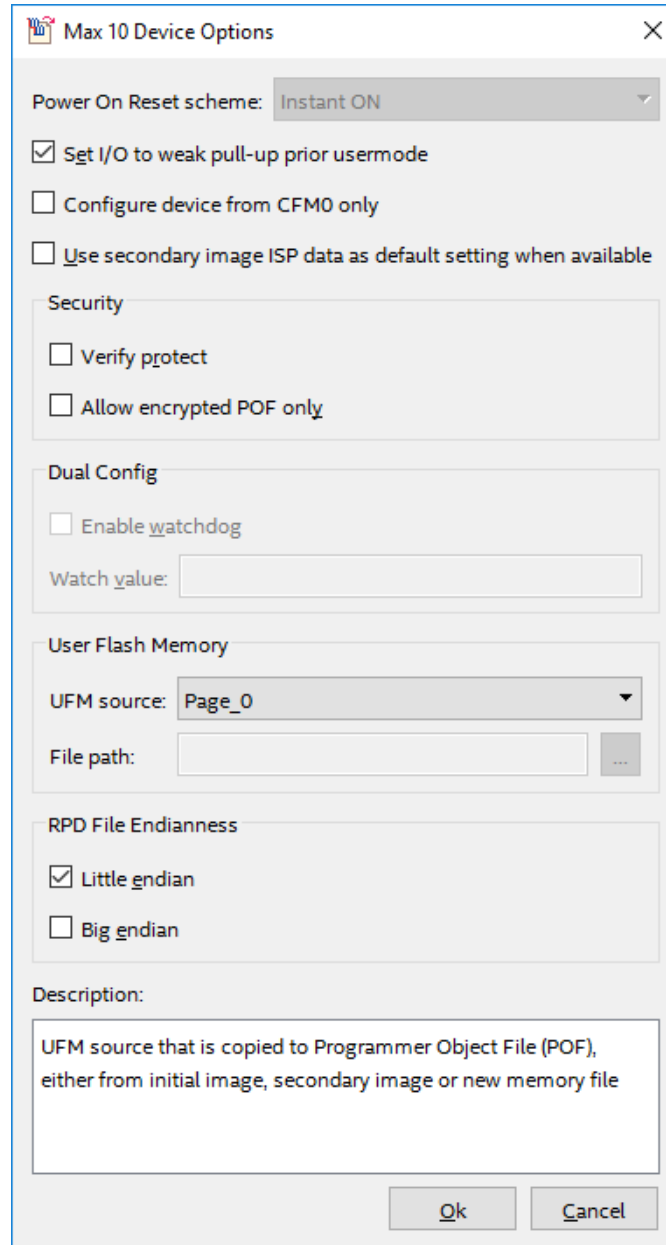 Max 10 Device Options
Power On Reset scheme: Instant ON
Set I/O to weak pull-up prior usermode
Configure device from CFM0 only
Use secondary image ISP data as default setting when available
Security
Verify protect
Allow encrypted POF only
Dual Config
Enable watchdog
Watch value:
User Flash Memory
UFM source: Page_0
File path:
...
RPD File Endianness
Little endian
Big endian
Description:
UFM source that is copied to Programmer Object File (POF),
either from initial image, secondary image or new memory file
Ok Cancel